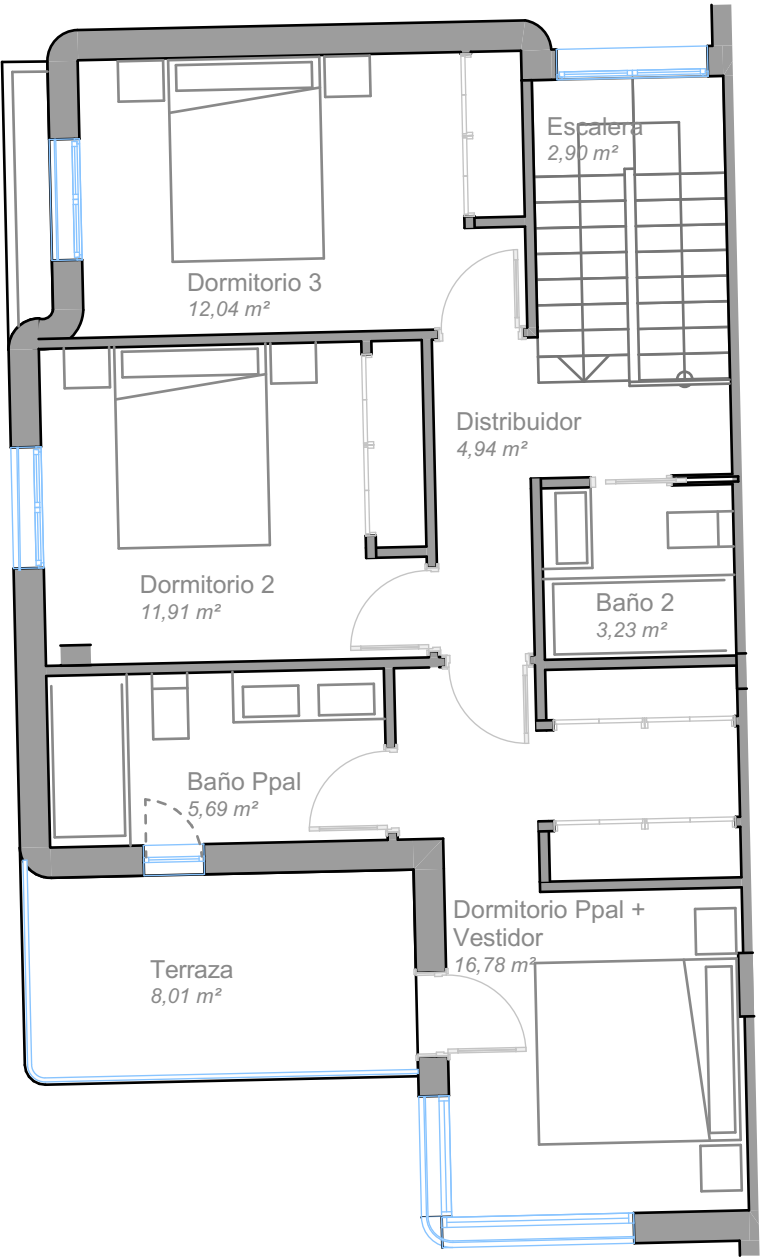 Escalera
2,90 m²
Dormitorio 3
12,04 m²
Distribuidor
4,94 m²
Dormitorio 2
11,91 m²
Baño 2
3,23 m²
Baño Ppal
5,69 m²
Dormitorio Ppal +
Vestidor
16,78 m²
Terraza
8,01 m²